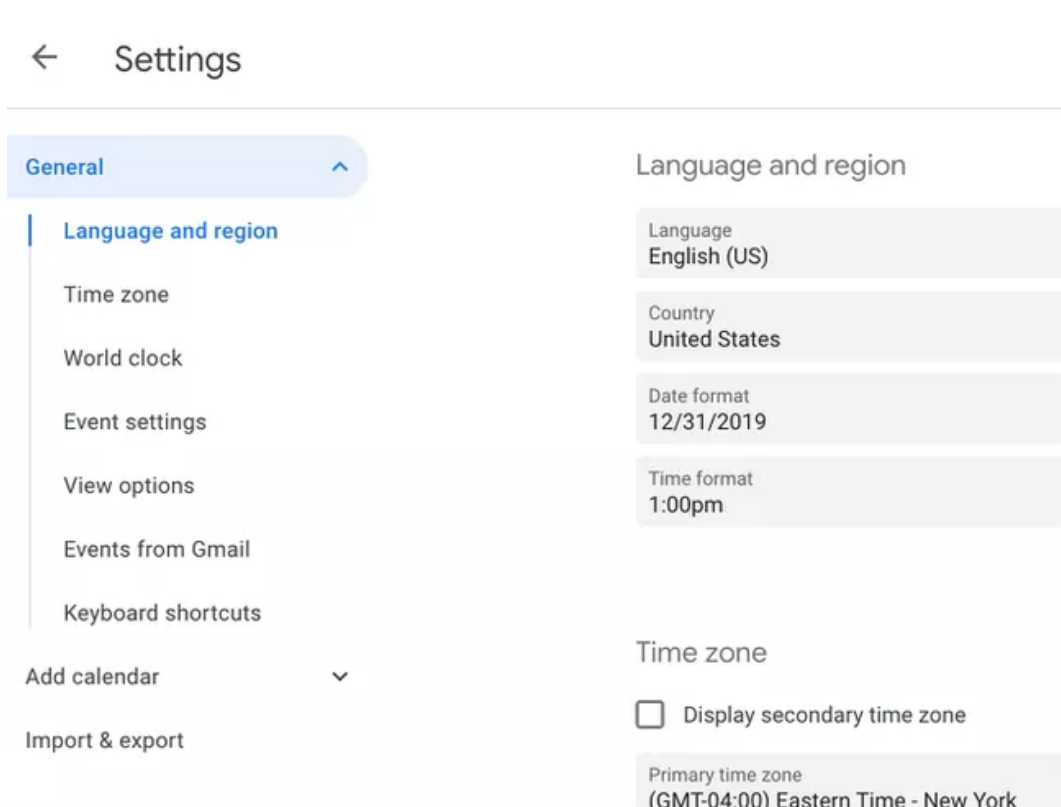 Settings
General
Language and region
Time zone
World clock
Event settings
View options
Events from Gmail
Keyboard shortcuts
Add calendar
Import & export
Language and region
Language
English (US)
Country
United States
Date format
12/31/2019
Time format
1:00pm
Time zone
Display secondary time zone
Primary time zone
(GMT-04:00) Eastern Time - New York